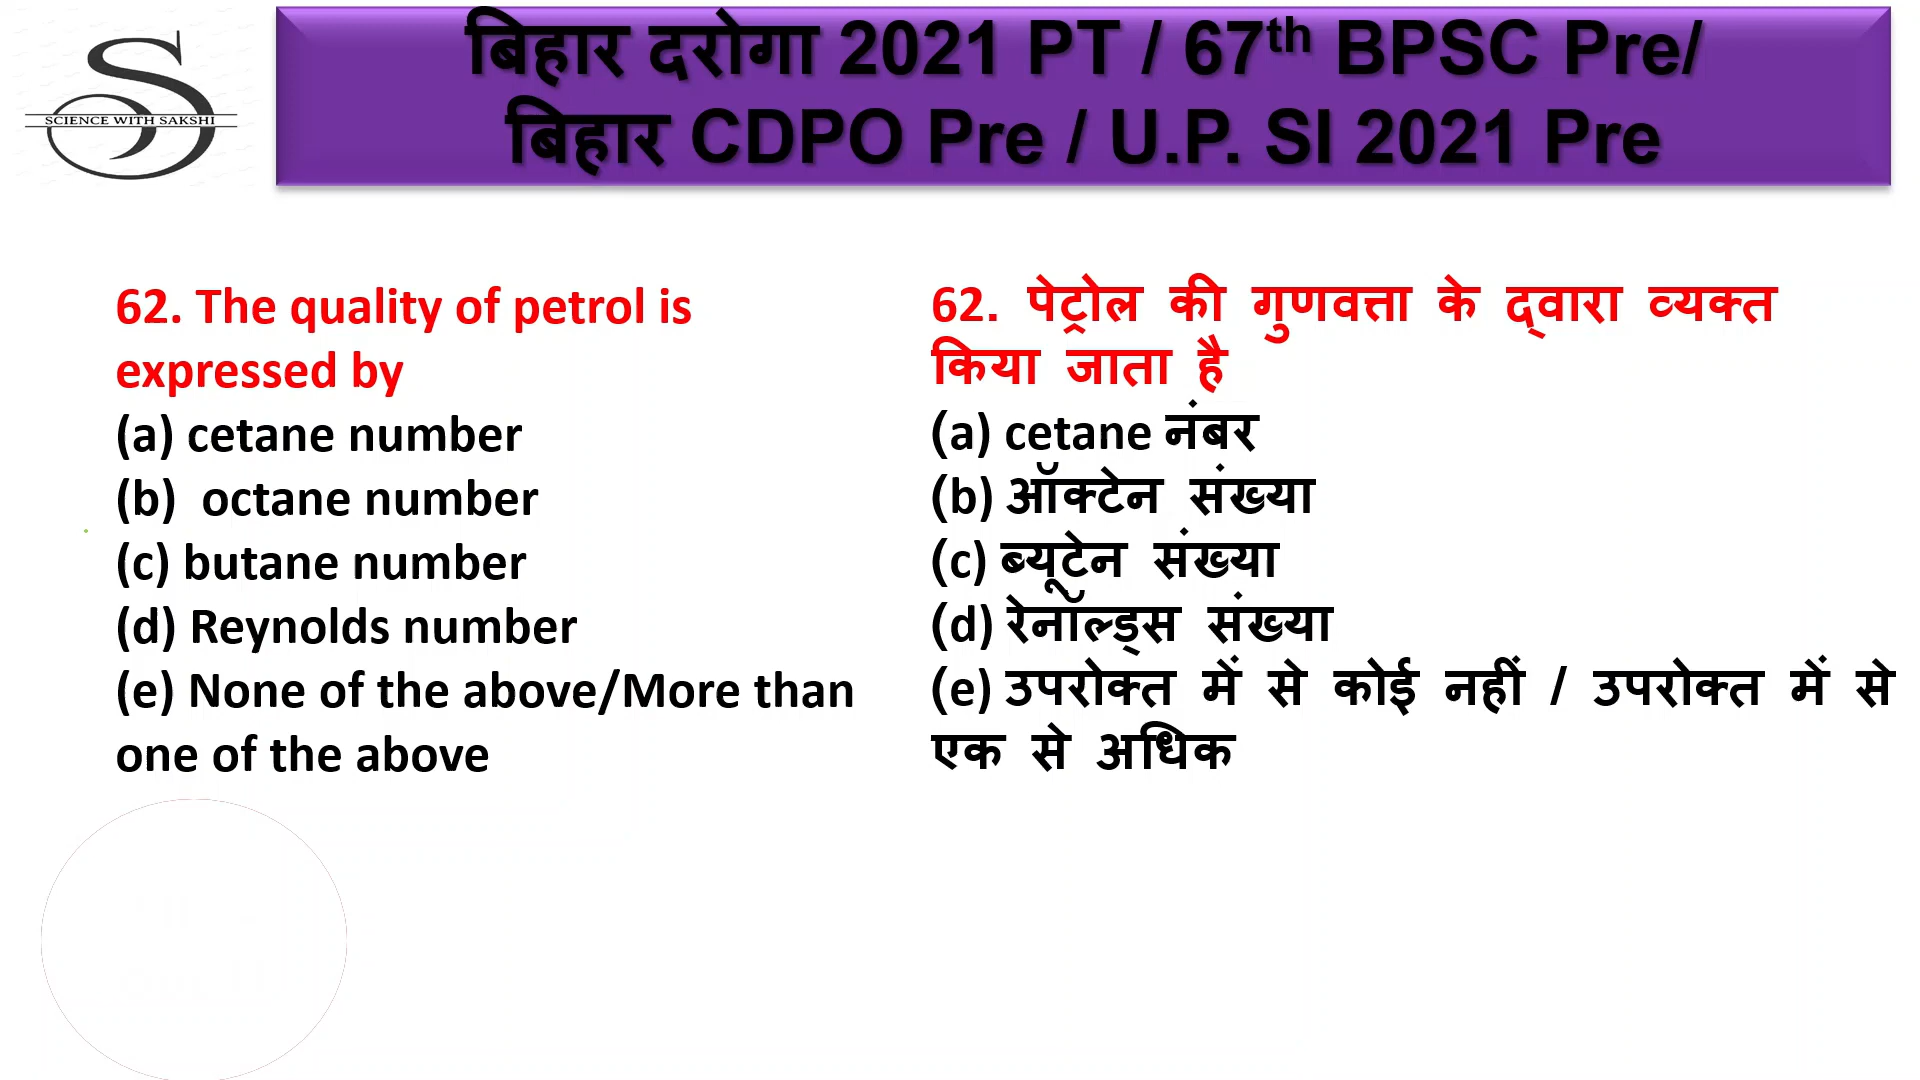 SCIENCE WITH SAKSHI
बिहार दरोगा 2021 PT / 67th BPSC Pre/
बिहार CDPO Pre / U.P. SI 2021 Pre
62. The quality of petrol is
expressed by
(a) cetane number
(b) octane number
(c) butane number
(d) Reynolds number
(e) None of the above/More than
one of the above
62. पेट्रोल की गुणवत्ता के द्वारा व्यक्त
किया जाता है
(a) cetane नंबर
(b) ऑक्टेन संख्या
(c) ब्यूटेन संख्या
(d) रेनॉल्ड्स संख्या
(e) उपरोक्त में से कोई नहीं / उपरोक्त में से
एक से अधिक